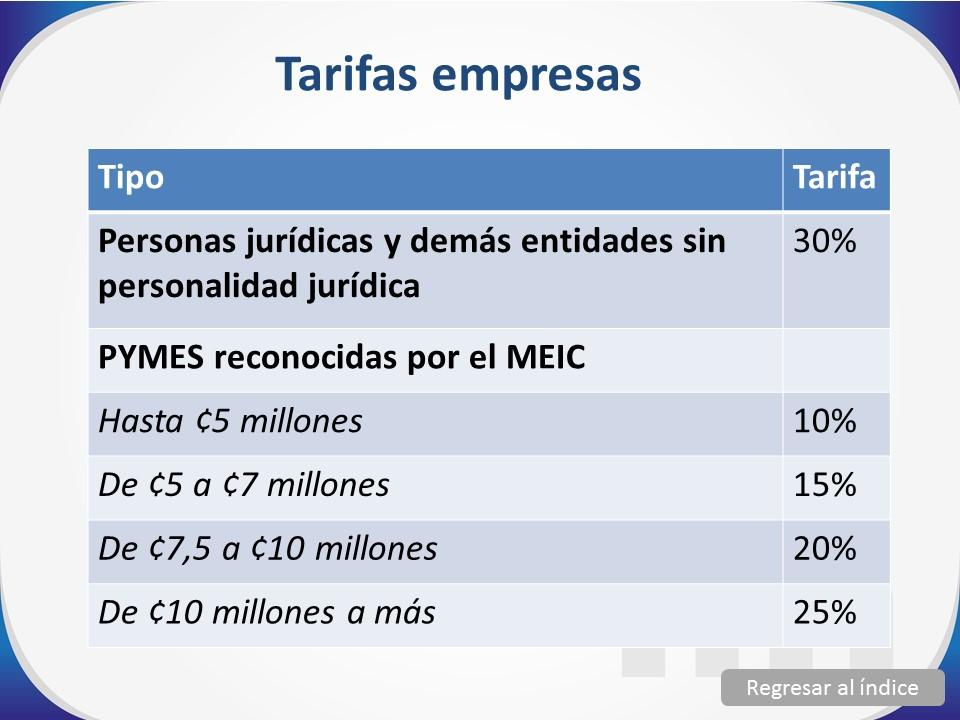 Tarifas empresas
Tipo Tarifa
Personas jurídicas y demás entidades sin 30%
personalidad jurídica
PYMES reconocidas por el MEIC
Hasta ¢5 millones 10%
De ¢5 a ¢7 millones 15%
De ¢7,5 a ¢10 millones 20%
De ¢10 millones a más 25%
Regresar al índice